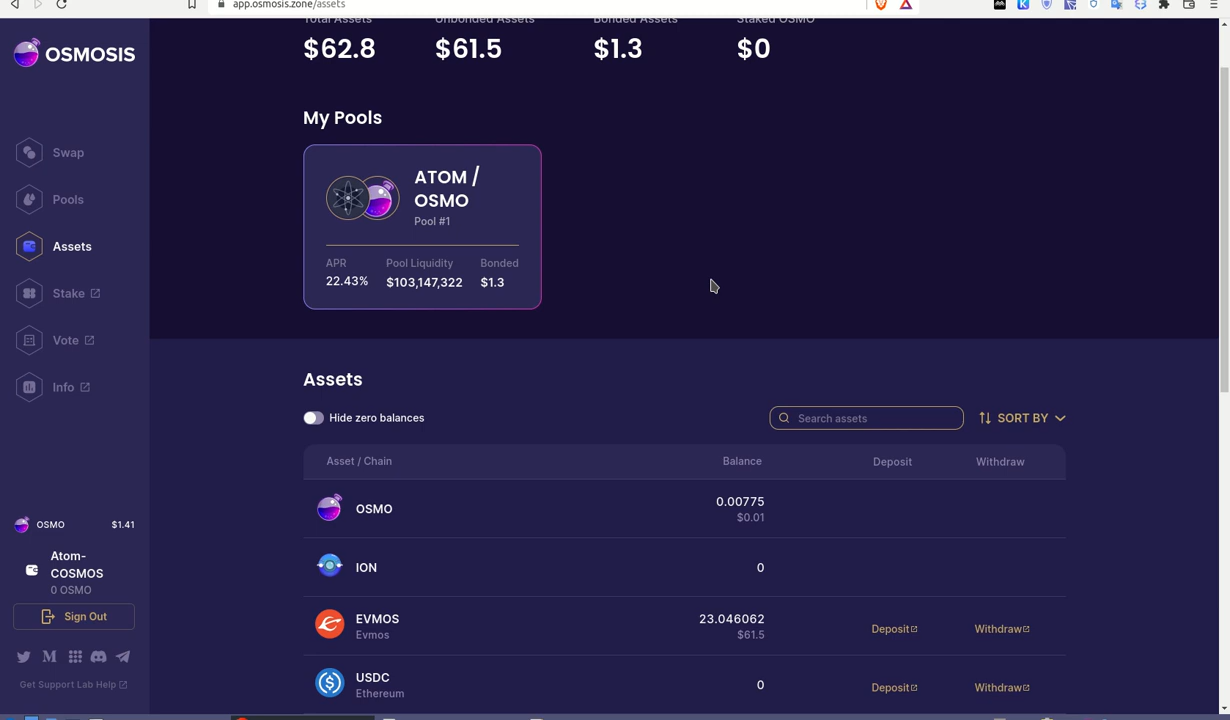 app.osmosis.zone/assets
OSMOSIS
Swap
Pools
Assets
Stake
Vote
Info
OSMO $1.41
Atom-
COSMOS
0 OSMO
Sign Out
Get Support Lab Help
Total Assets Unbonded Assets Bonded Assets Staked OSMO
$62.8 $61.5 $1.3 $0
My Pools
ATOM /
OSMO
Pool #1
APR Pool Liquidity Bonded
22.43% $103,147,322 $1.3
Assets
Hide zero balances Search assets SORT BY
Asset / Chain Balance Deposit Withdraw
OSMO 0.00775
$0.01
ION 0
EVMOS 23.046062
Evmos $61.5 Deposit Withdraw
USDC 0 Deposit Withdraw
Ethereum